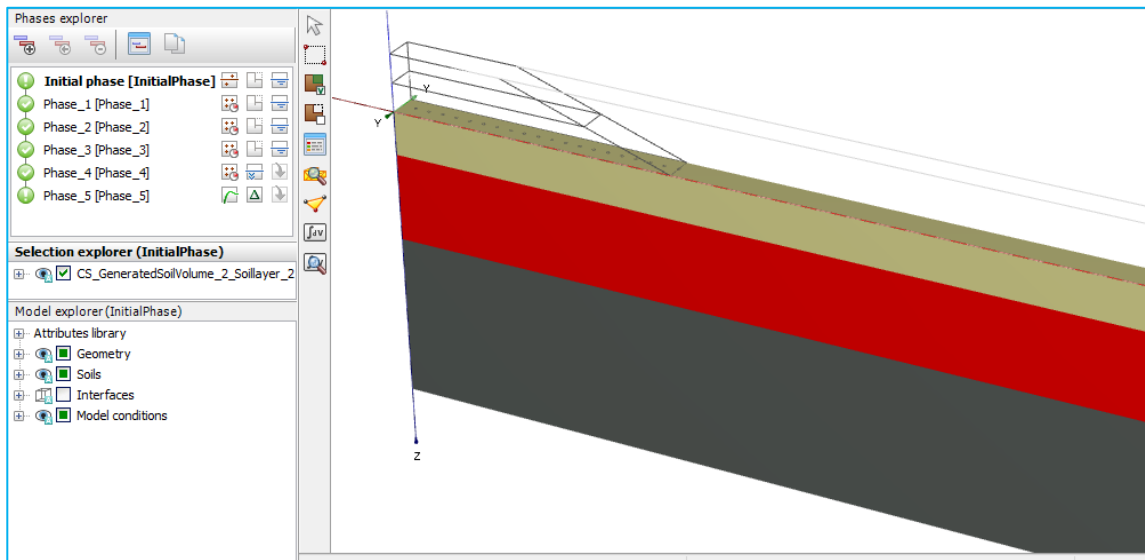 Phases explorer
Initial phase [InitialPhase]
Phase_1 [Phase_1]
Phase_2 [Phase_2]
Phase_3 [Phase_3]
Phase_4 [Phase_4]
Phase_5 [Phase_5]
Selection explorer (InitialPhase)
CS_GeneratedSoilVolume_2_Soillayer_2
Model explorer (InitialPhase)
Attributes library
Geometry
Soils
Interfaces
Model conditions
∫dV
Y
Y
Z